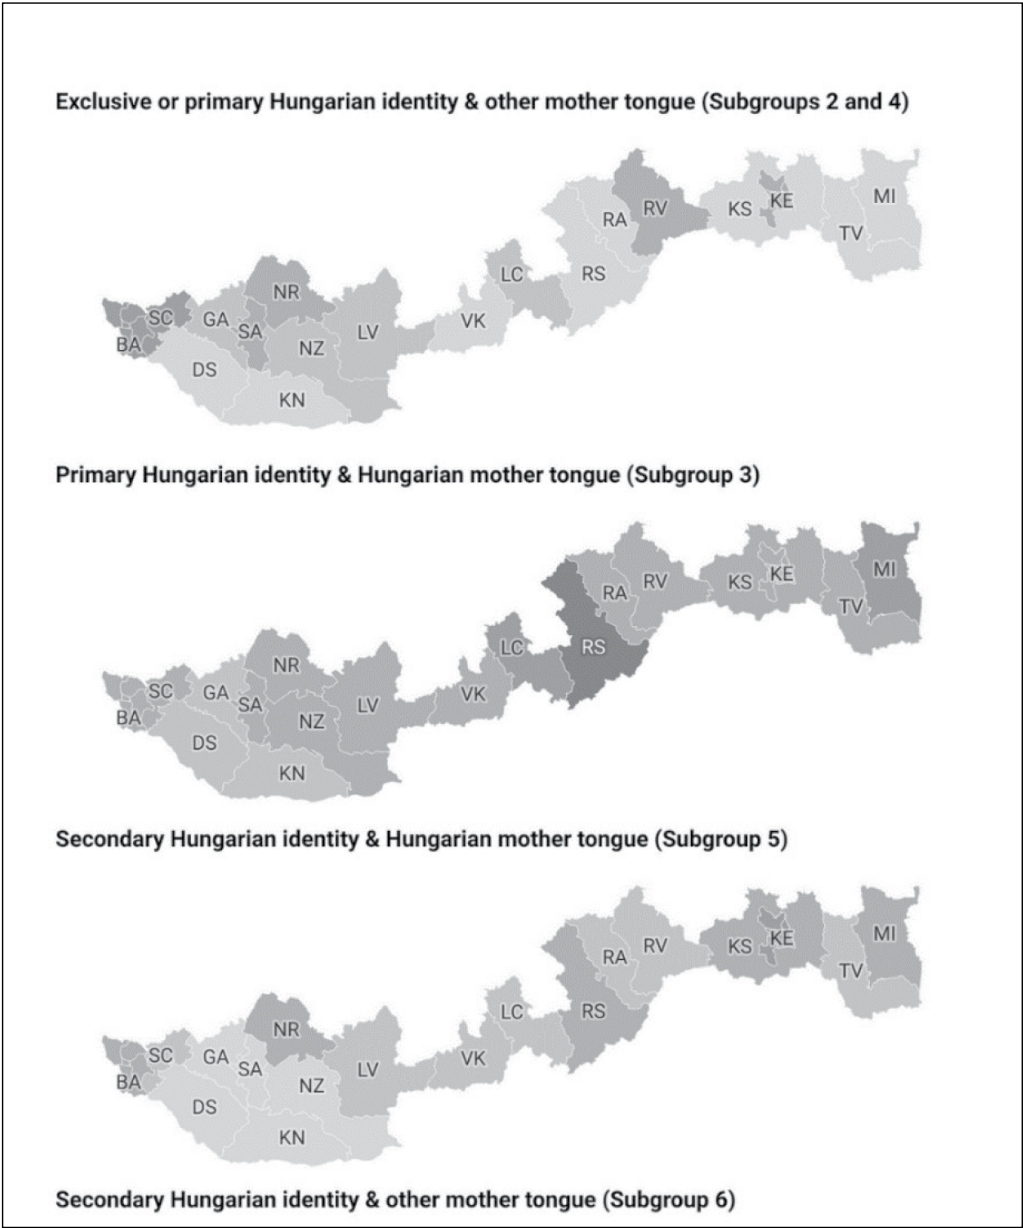 Exclusive or primary Hungarian identity & other mother tongue (Subgroups 2 and 4)
MI
KE
RV
KS
RA
TV
LC
RS
NR
SC
GA
VK
SA
LV
BA
NZ
DS
KN
Primary Hungarian identity & Hungarian mother tongue (Subgroup 3)
MI
KE
RV
KS
RA
TV
LC
RS
NR
SC
GA
VK
SA
LV
BA
NZ
DS
KN
Secondary Hungarian identity & Hungarian mother tongue (Subgroup 5)
MI
KE
RV
KS
RA
TV
LC
RS
NR
SC
GA
VK
SA
LV
BA
NZ
DS
KN
Secondary Hungarian identity & other mother tongue (Subgroup 6)